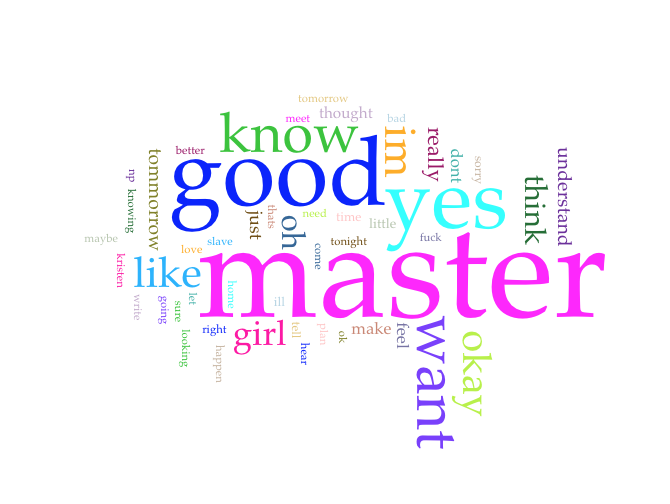 tomorrow
meet
thought
bad
know
im
really
better
good
dont
sorry
tommorrow
understand
np
knowing
yes
think
just
thats
oh
need
time
little
maybe
love
slave
come
tonight
fuck
kristen
like
master
home
write
going
sure
let
ill
right
girl
tell
plan
ok
make
feel
want
okay
looking
happen
hear